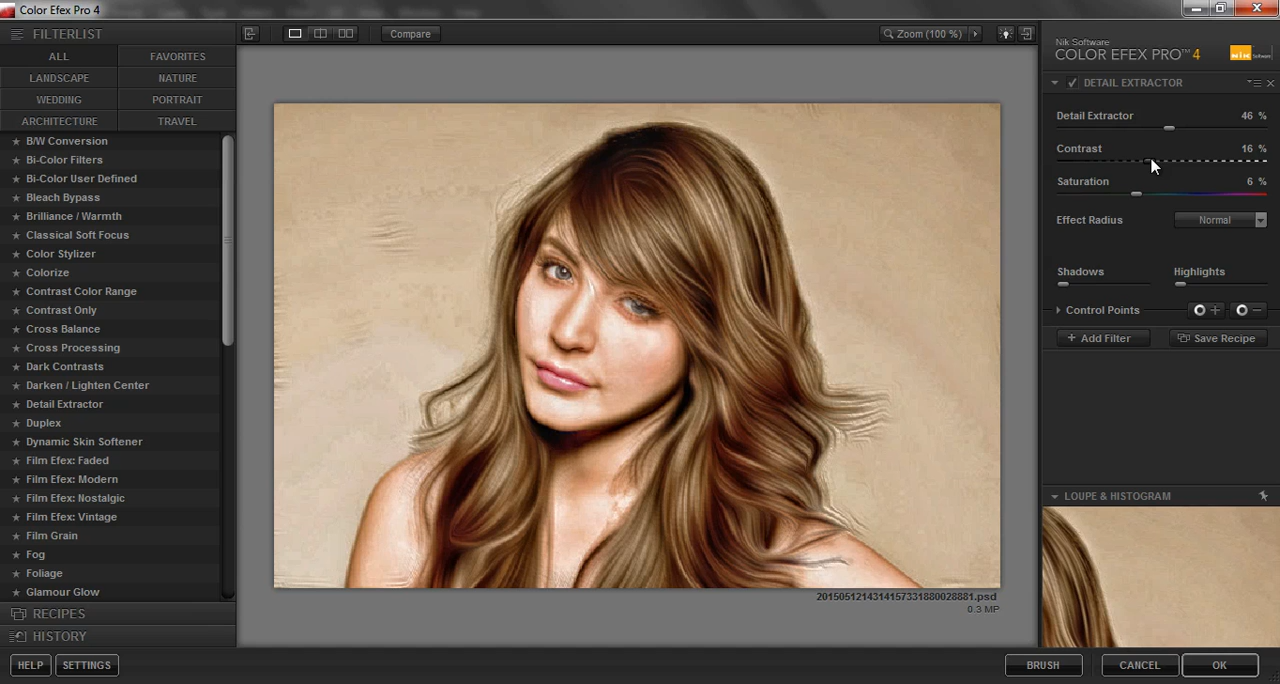 Color Efex Pro 4
FILTERLIST
ALL
FAVORITES
LANDSCAPE
NATURE
WEDDING
PORTRAIT
ARCHITECTURE
TRAVEL
B/W Conversion
Bi-Color Filters
Bi-Color User Defined
Bleach Bypass
Brilliance / Warmth
Classical Soft Focus
Color Stylizer
Colorize
Contrast Color Range
Contrast Only
Cross Balance
Cross Processing
Dark Contrasts
Darken / Lighten Center
Detail Extractor
Duplex
Dynamic Skin Softener
Film Efex: Faded
Film Efex: Modern
Film Efex: Nostalgic
Film Efex: Vintage
Film Grain
Fog
Foliage
Glamour Glow
RECIPES
HISTORY
HELP
SETTINGS
Compare
Zoom (100 %)
201505121431415733188002888​1.psd
0.3 MP
Nik Software
COLOR EFEX PRO™ 4
Nik Software
DETAIL EXTRACTOR
Detail Extractor 46 %
Contrast 16 %
Saturation 6 %
Effect Radius Normal
Shadows Highlights
Control Points
Add Filter
Save Recipe
LOUPE & HISTOGRAM
BRUSH
CANCEL
OK